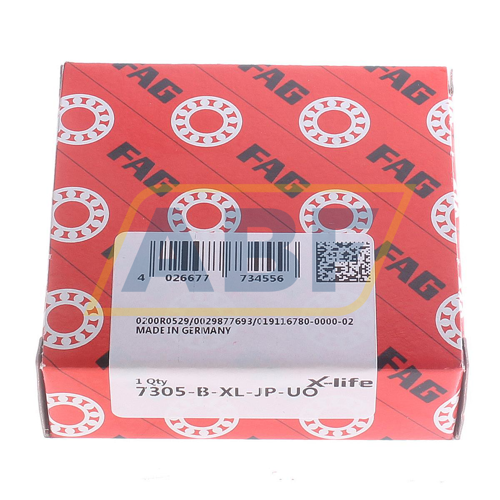 FAG
FAG
FAG
FAG
FAG
FAG
ABF
4 026677 734556
0200R0529/0029877693/019116780-0000-02
MADE IN GERMANY
1 Qty
X-life
7305-B-XL-JP-UO